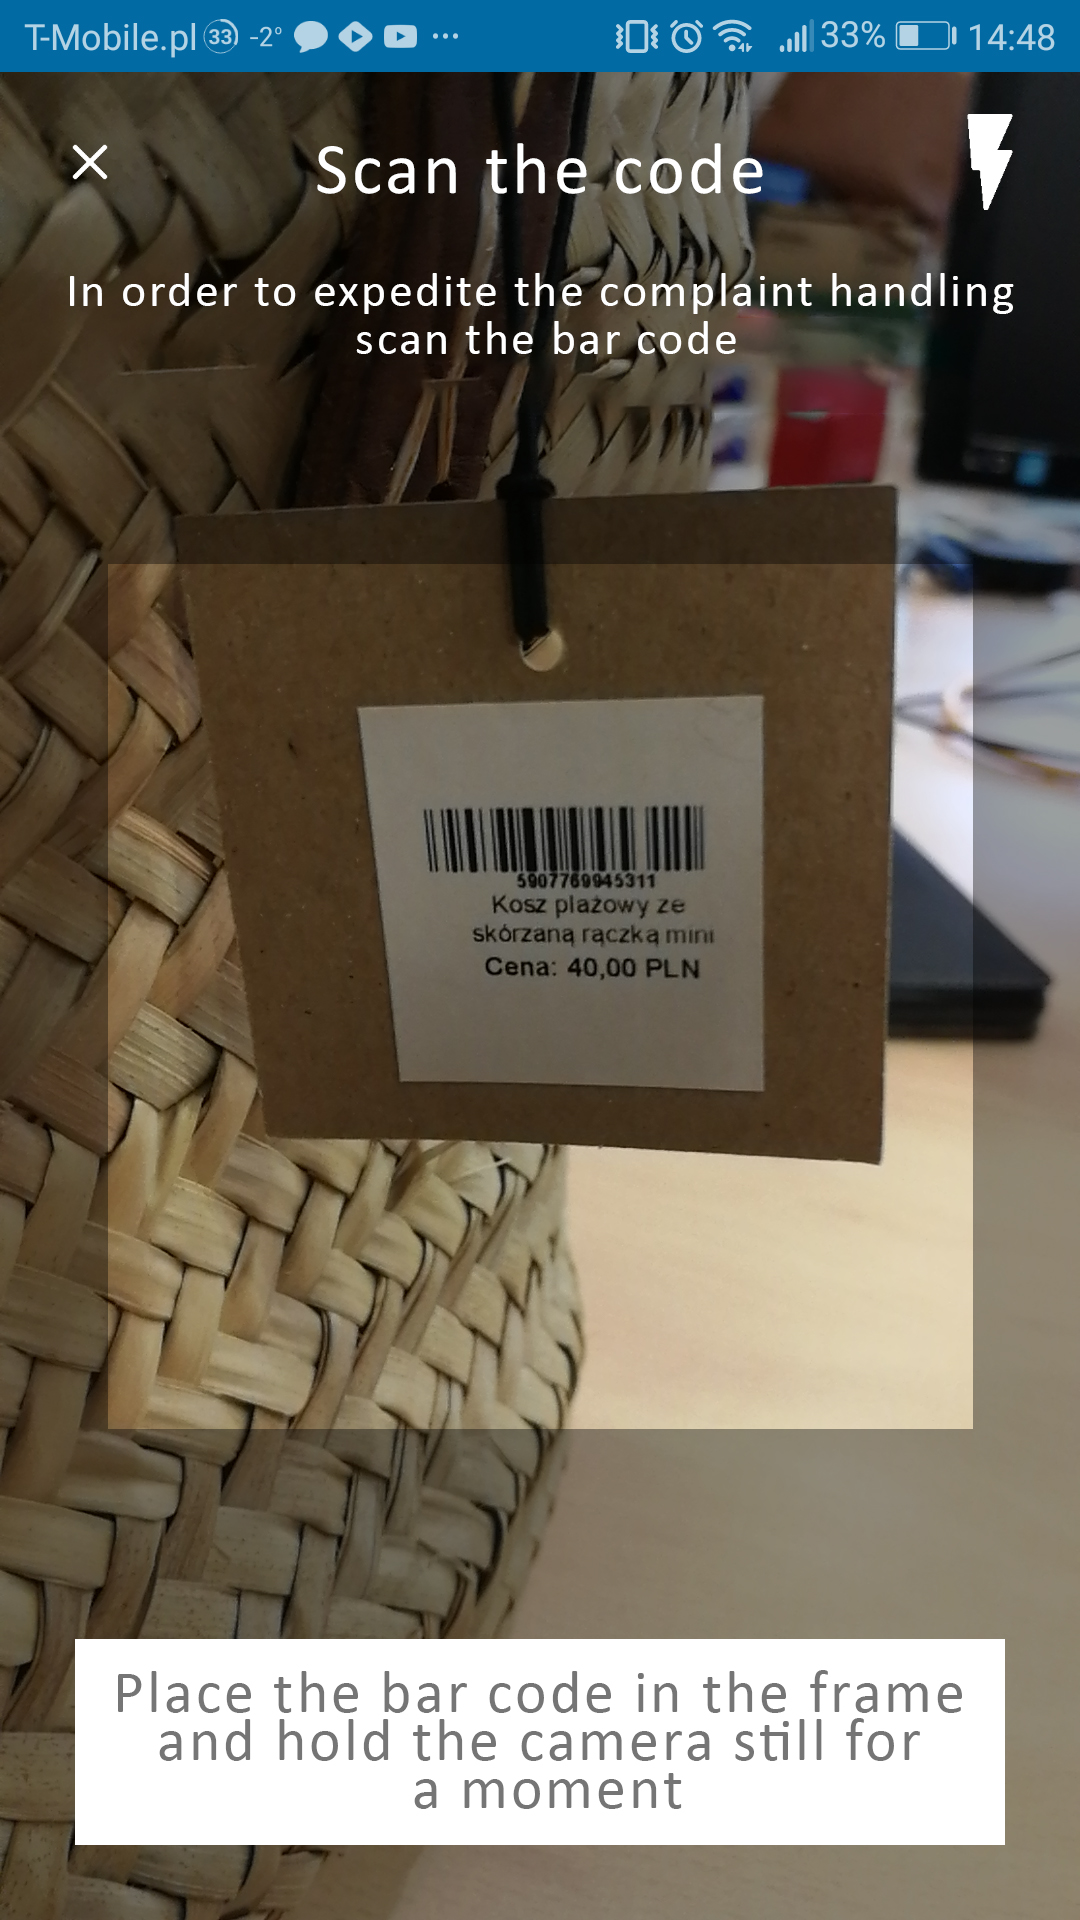 T-Mobile.pl 33 -2° ... 33% 14:48
Scan the code
In order to expedite the complaint handling
scan the bar code
5907769945311
Kosz plażowy ze
skórzaną rączką mini
Cena: 40,00 PLN
Place the bar code in the frame
and hold the camera still for
a moment